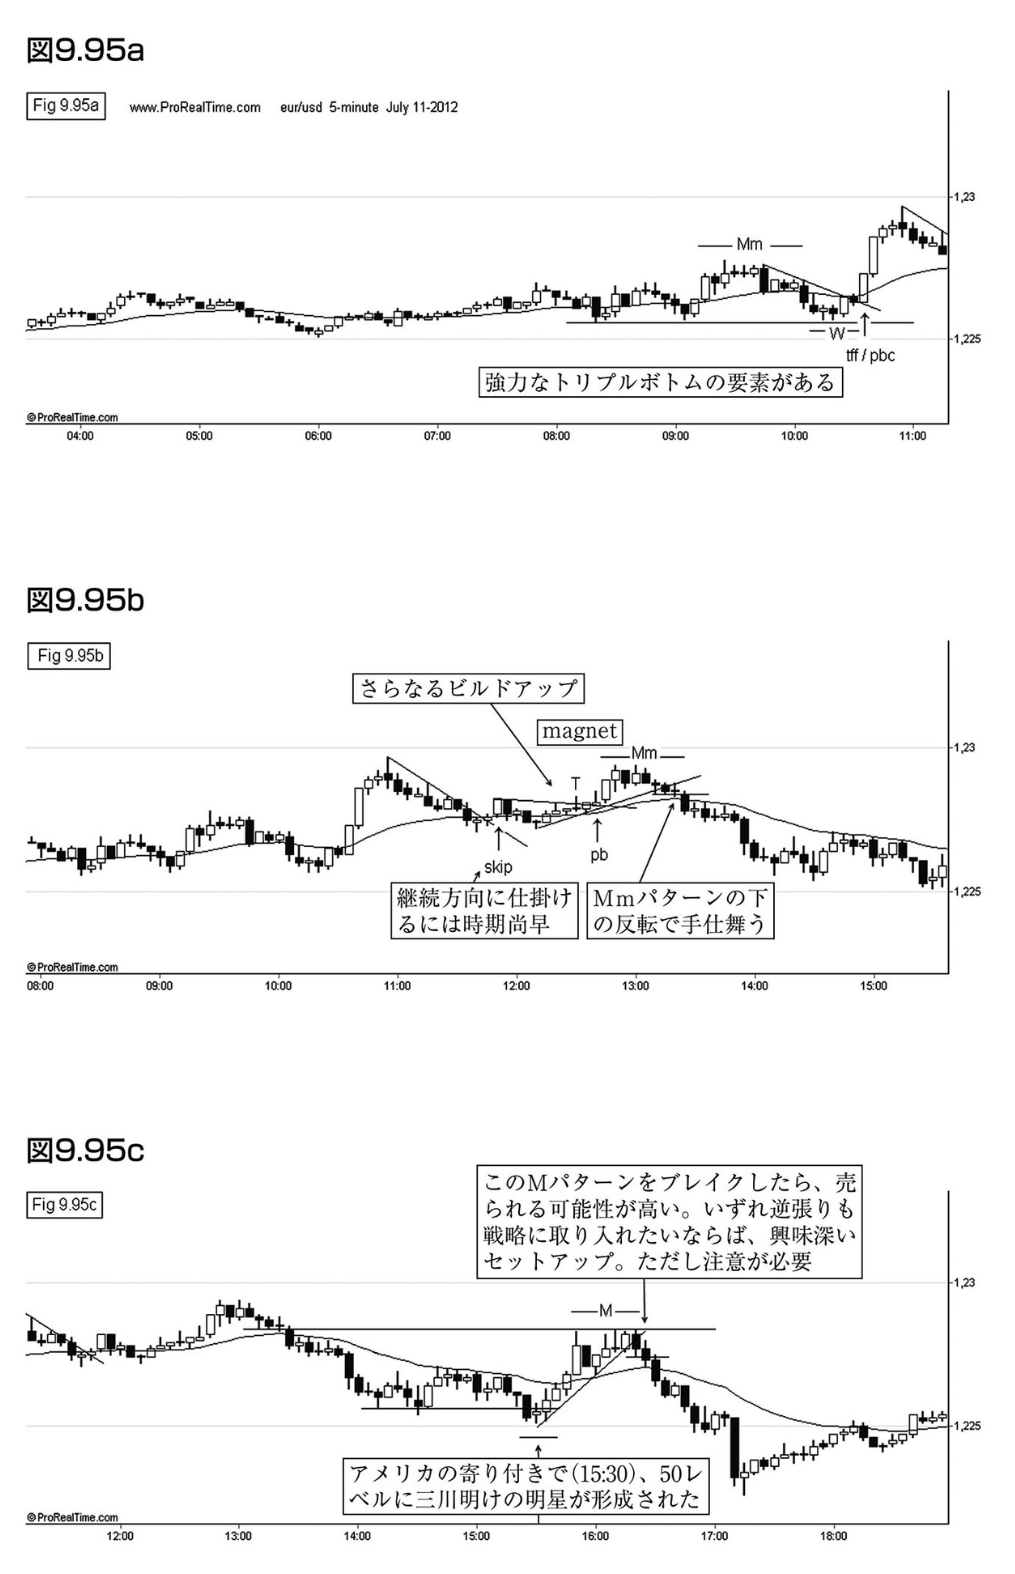 図9.95a
Fig 9.95a www.ProRealTime.com eur/usd 5-minute July 11-2012
1,23
Mm
W
1,225
tff / pbc
強力なトリプルボトムの要素がある
©ProRealTime.com
04:00 05:00 06:00 07:00 08:00 09:00 10:00 11:00
図9.95b
Fig 9.95b
さらなるビルドアップ
magnet
Mm
1,23
T
pb
skip
継続方向に仕掛け
るには時期尚早
Mmパターンの下
の反転で手仕舞う
1,225
©ProRealTime.com
08:00 09:00 10:00 11:00 12:00 13:00 14:00 15:00
図9.95c
Fig 9.95c
このMパターンをブレイクしたら、売
られる可能性が高い。いずれ逆張りも
戦略に取り入れたいならば、興味深い
セットアップ。ただし注意が必要
1,23
M
1,225
アメリカの寄り付きで(15:30)、50レ
ベルに三川明けの明星が形成された
©ProRealTime.com
12:00 13:00 14:00 15:00 16:00 17:00 18:00